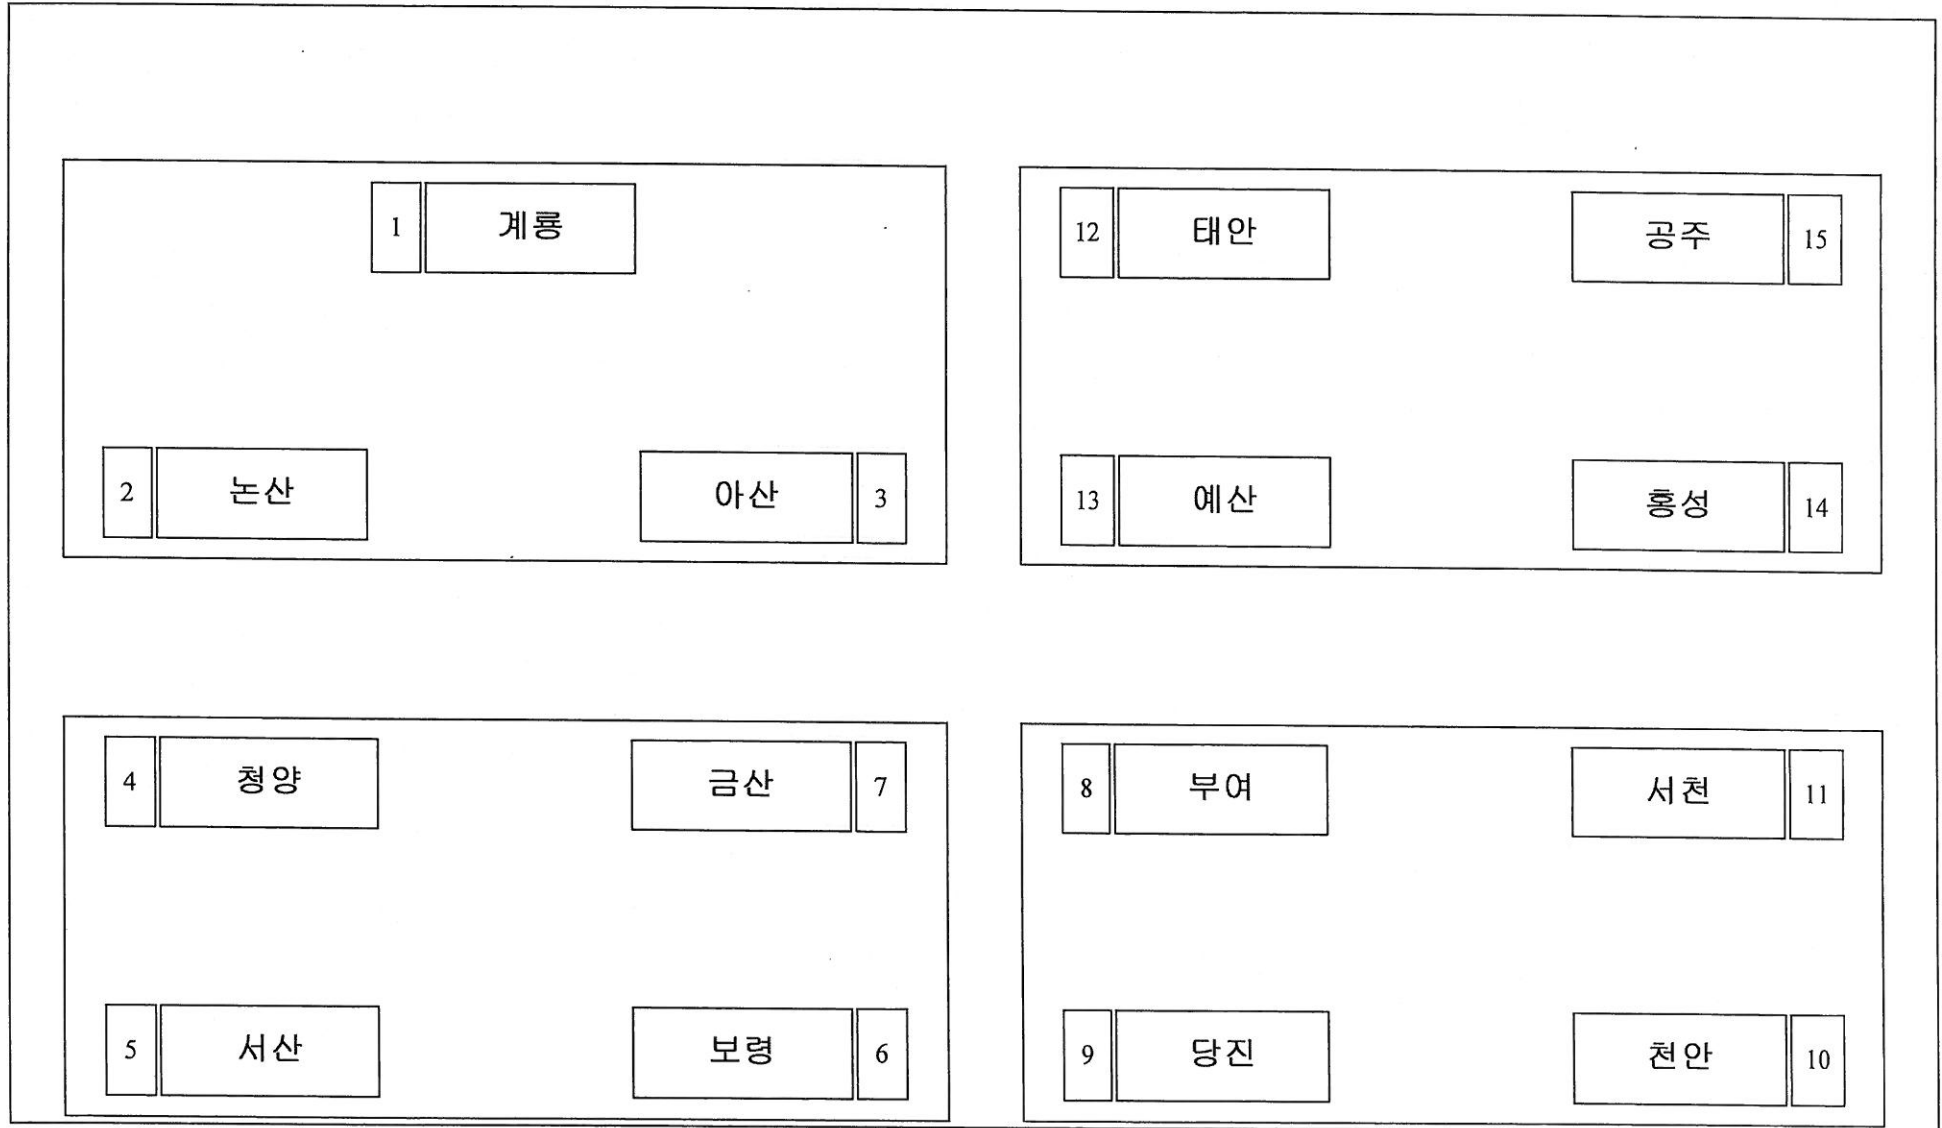 1 계룡
2 논산
아산 3
12 태안
공주 15
13 예산
홍성 14
4 청양
금산 7
5 서산
보령 6
8 부여
서천 11
9 당진
천안 10